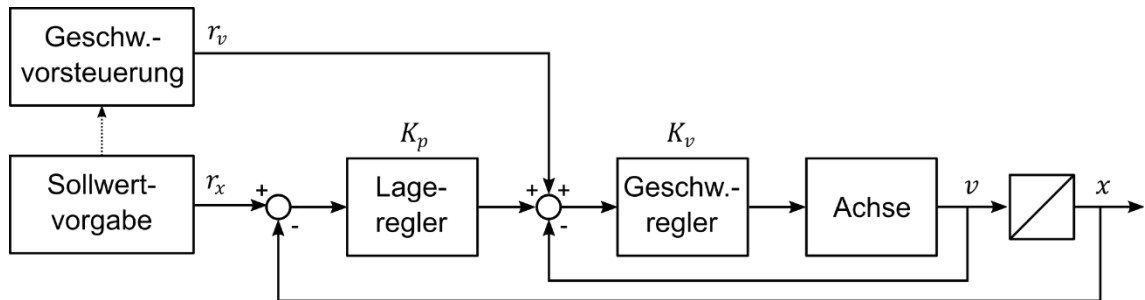 Geschw.-
vorsteuerung
r_v
K_p
K_v
Sollwert-
vorgabe
r_x
+
-
Lage-
regler
+
+
-
Geschw.-
regler
Achse
v
x